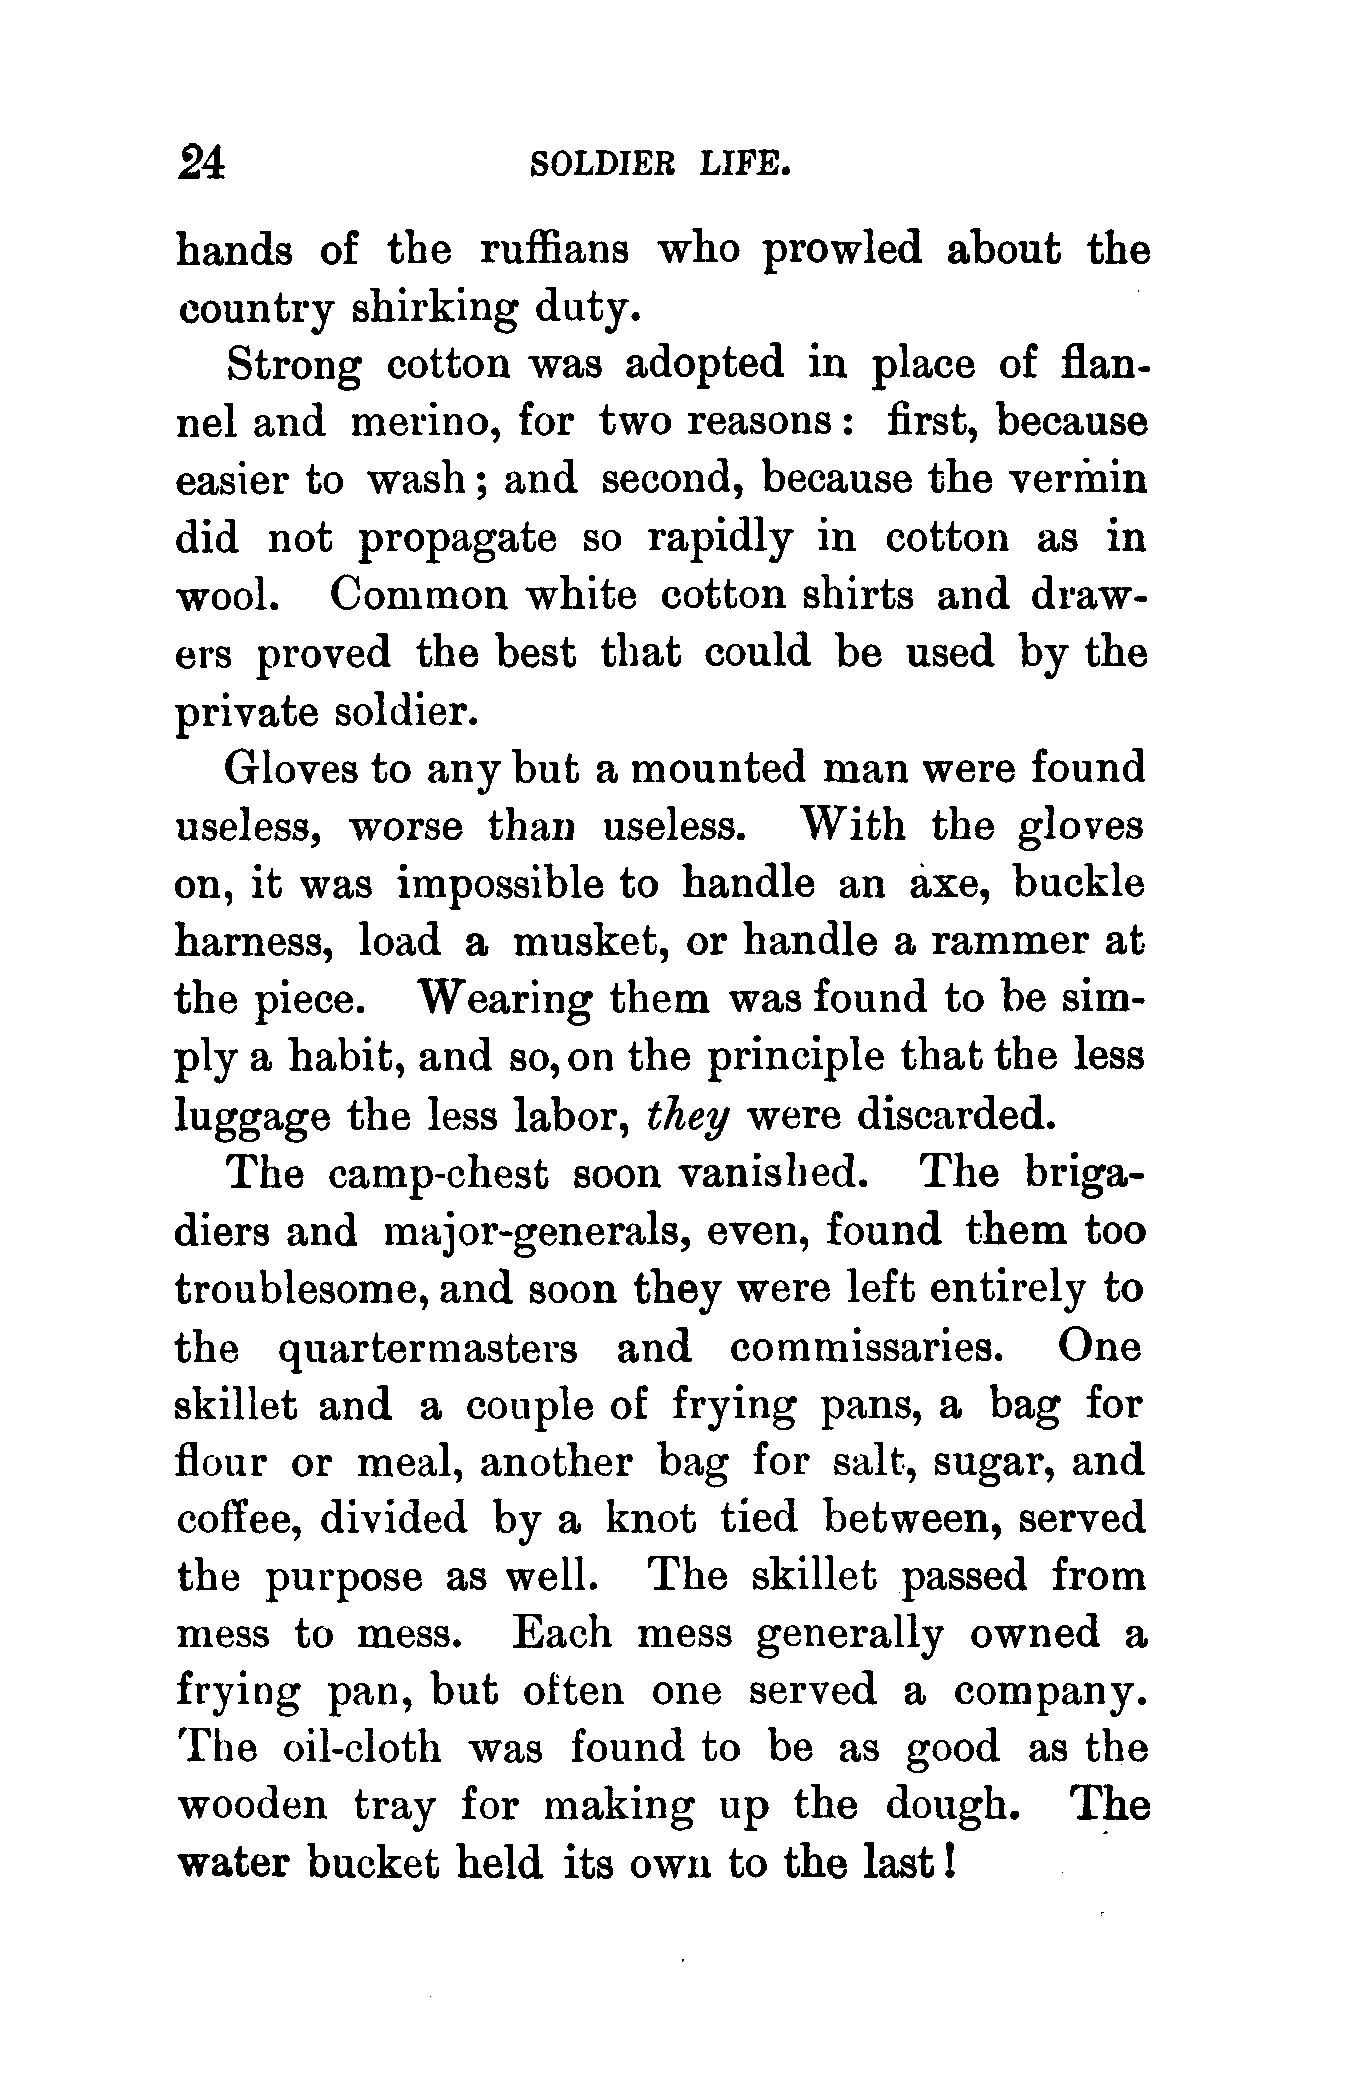 24 SOLDIER LIFE.
hands of the ruffians who prowled about the
country shirking duty.
Strong cotton was adopted in place of flan-
nel and merino, for two reasons: first, because
easier to wash; and second, because the vermin
did not propagate so rapidly in cotton as in
wool. Common white cotton shirts and draw-
ers proved the best that could be used by the
private soldier.
Gloves to any but a mounted man were found
useless, worse than useless. With the gloves
on, it was impossible to handle an axe, buckle
harness, load a musket, or handle a rammer at
the piece. Wearing them was found to be sim-
ply a habit, and so, on the principle that the less
luggage the less labor, they were discarded.
The camp-chest soon vanished. The briga-
diers and major-generals, even, found them too
troublesome, and soon they were left entirely to
the quartermasters and commissaries. One
skillet and a couple of frying pans, a bag for
flour or meal, another bag for salt, sugar, and
coffee, divided by a knot tied between, served
the purpose as well. The skillet passed from
mess to mess. Each mess generally owned a
frying pan, but often one served a company.
The oil-cloth was found to be as good as the
wooden tray for making up the dough. The
water bucket held its own to the last!